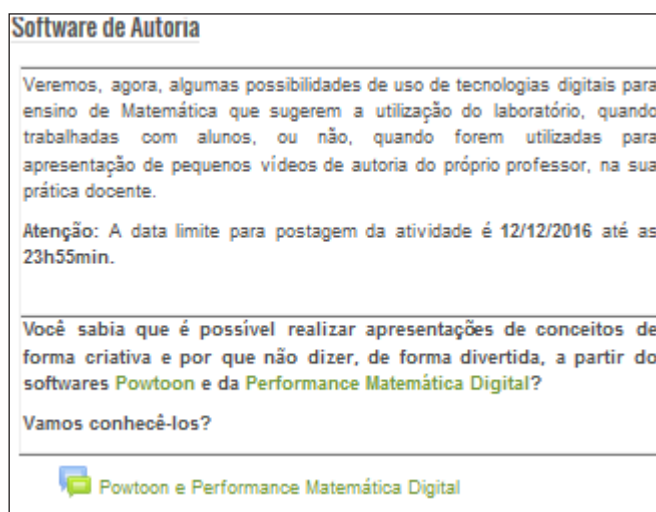 Software de Autoria
Veremos, agora, algumas possibilidades de uso de tecnologias digitais para
ensino de Matemática que sugerem a utilização do laboratório, quando
trabalhadas com alunos, ou não, quando forem utilizadas para
apresentação de pequenos vídeos de autoria do próprio professor, na sua
prática docente.
Atenção: A data limite para postagem da atividade é 12/12/2016 até as
23h55min.
Você sabia que é possível realizar apresentações de conceitos de
forma criativa e por que não dizer, de forma divertida, a partir do
softwares Powtoon e da Performance Matemática Digital?
Vamos conhecê-los?
Powtoon e Performance Matemática Digital